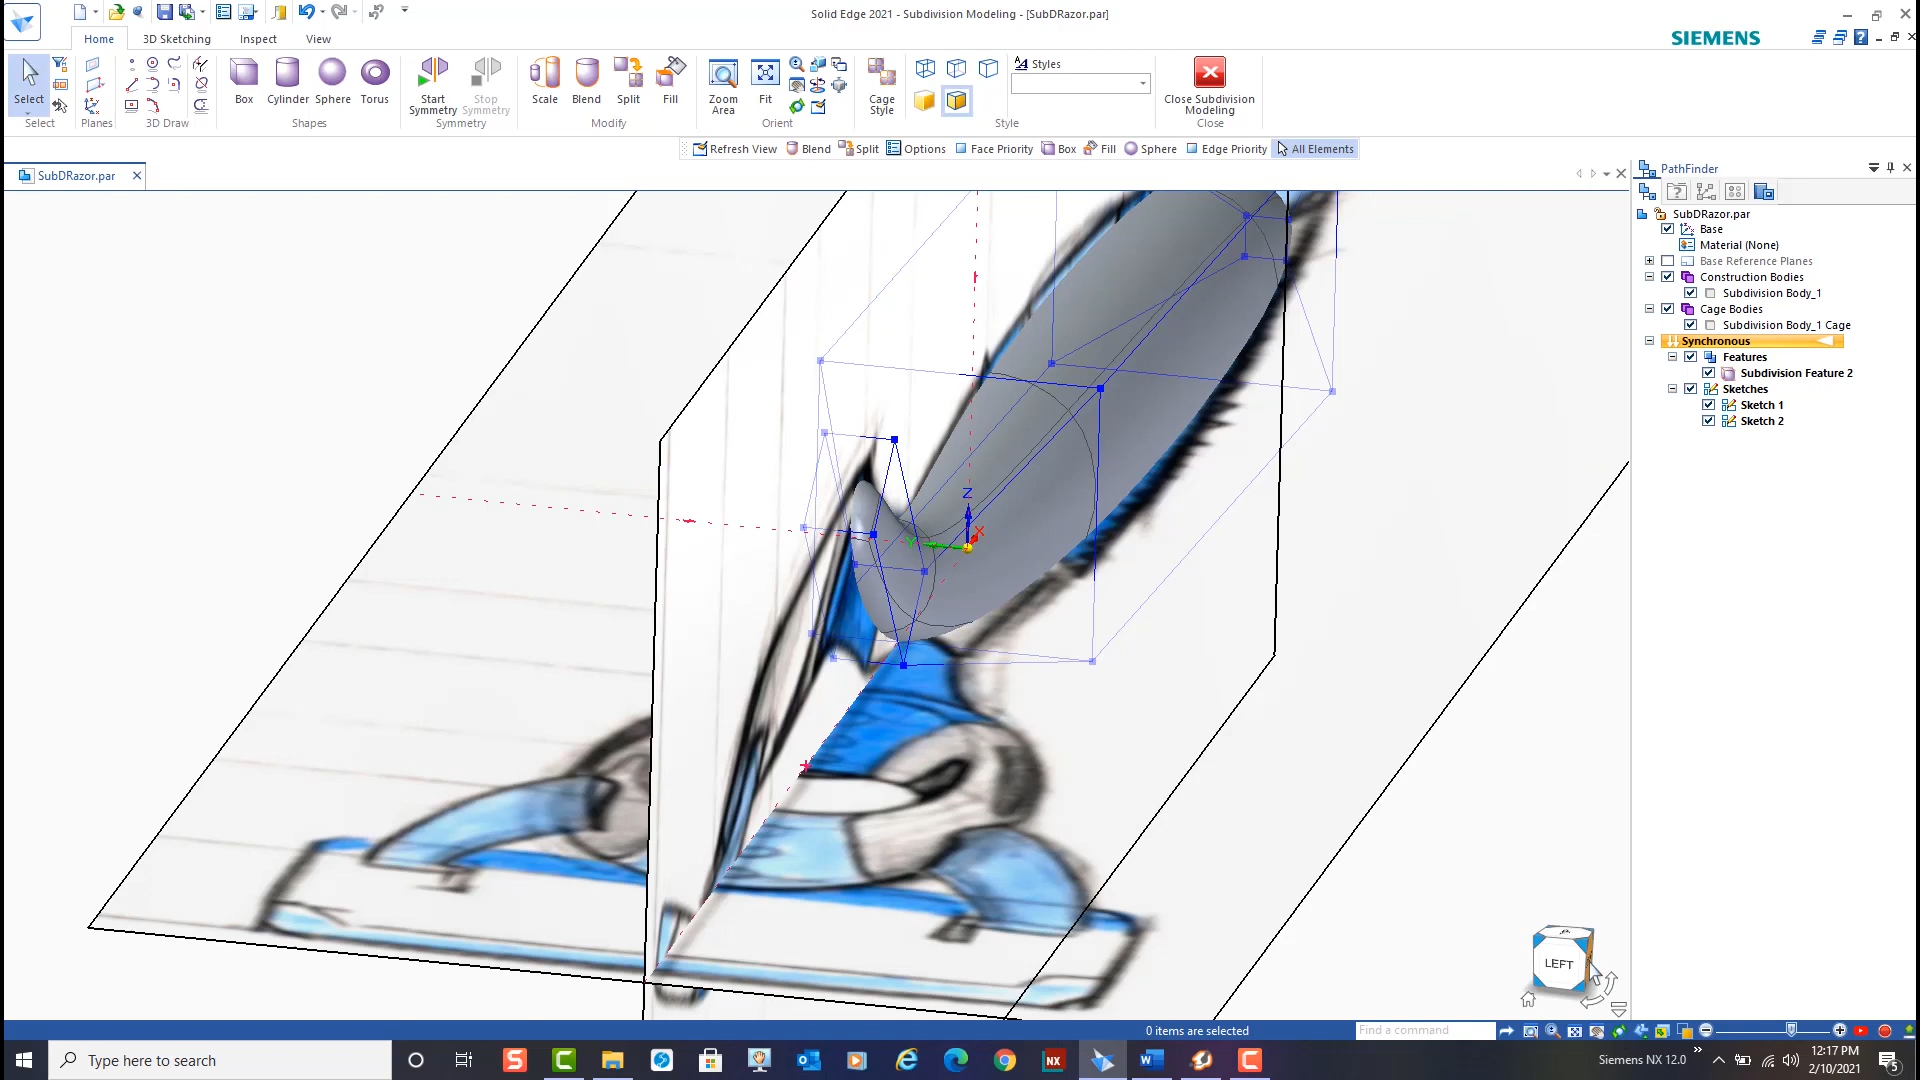 Solid Edge 2021 - Subdivision Modeling - [SubDRazor.par]
Home
3D Sketching
Inspect
View
SIEMENS
Select
Box
Cylinder
Sphere
Torus
Start Symmetry
Stop Symmetry
Scale
Blend
Split
Fill
Zoom Area
Fit
Cage Style
Styles
Close Subdivision Modeling
Select
Planes
3D Draw
Shapes
Symmetry
Modify
Orient
Style
Close
Refresh View
Blend
Split
Options
Face Priority
Box
Fill
Sphere
Edge Priority
All Elements
SubDRazor.par
PathFinder
SubDRazor.par
Base
Material (None)
Base Reference Planes
Construction Bodies
Subdivision Body_1
Cage Bodies
Subdivision Body_1 Cage
Synchronous
Features
Subdivision Feature 2
Sketches
Sketch 1
Sketch 2
Z
X
Y
LEFT
0 items are selected
Find a command
Type here to search
NX
Siemens NX 12.0
12:17 PM
2/10/2021
5